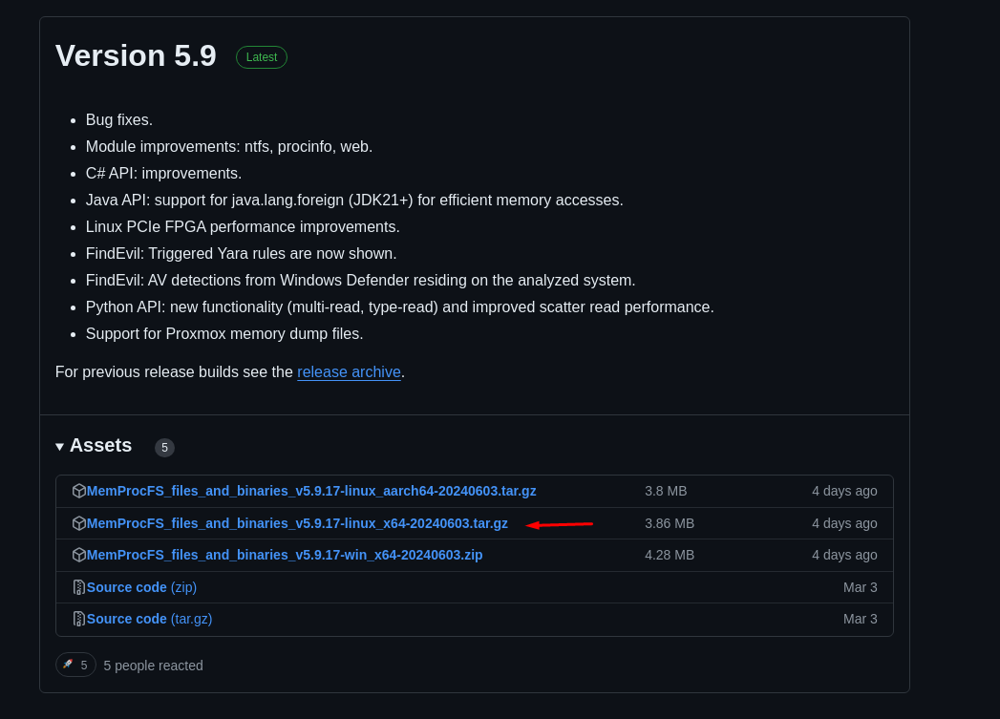 Version 5.9 Latest
Bug fixes.
Module improvements: ntfs, procinfo, web.
C# API: improvements.
Java API: support for java.lang.foreign (JDK21+) for efficient memory accesses.
Linux PCIe FPGA performance improvements.
FindEvil: Triggered Yara rules are now shown.
FindEvil: AV detections from Windows Defender residing on the analyzed system.
Python API: new functionality (multi-read, type-read) and improved scatter read performance.
Support for Proxmox memory dump files.
For previous release builds see the release archive.
Assets 5
MemProcFS_files_and_binaries_v5.9.17-linux_aarch64-20240603.tar.gz 3.8 MB 4 days ago
MemProcFS_files_and_binaries_v5.9.17-linux_x64-20240603.tar.gz 3.86 MB 4 days ago
MemProcFS_files_and_binaries_v5.9.17-win_x64-20240603.zip 4.28 MB 4 days ago
Source code (zip) Mar 3
Source code (tar.gz) Mar 3
5 5 people reacted